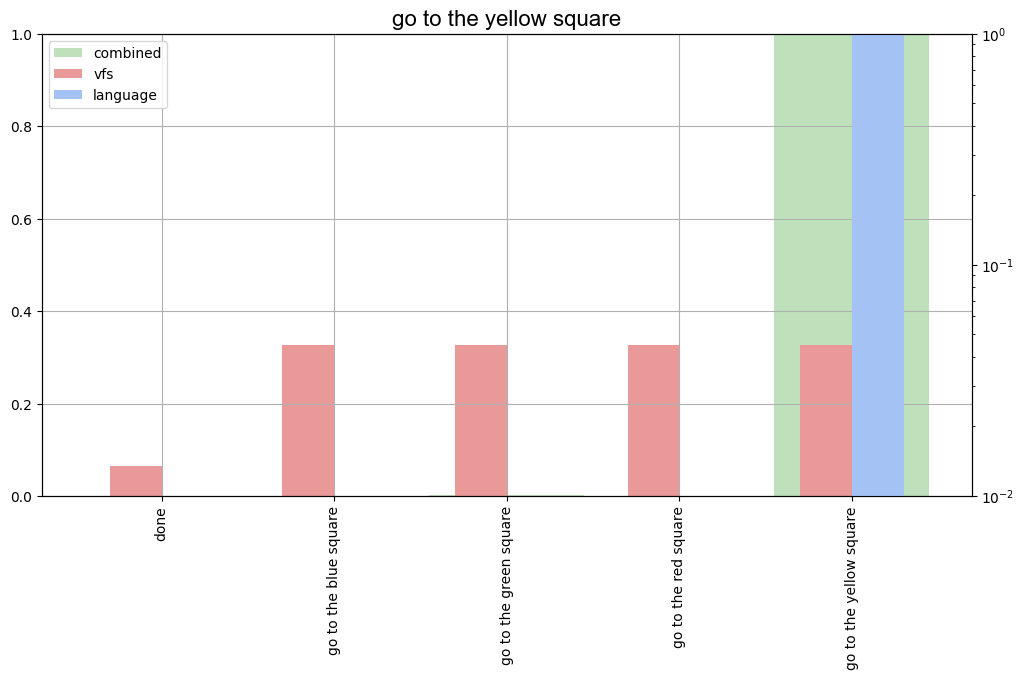 go to the yellow square
combined
vfs
language
1.0
0.8
0.6
0.4
0.2
0.0
10⁰
10⁻¹
10⁻²
done
go to the blue square
go to the green square
go to the red square
go to the yellow square